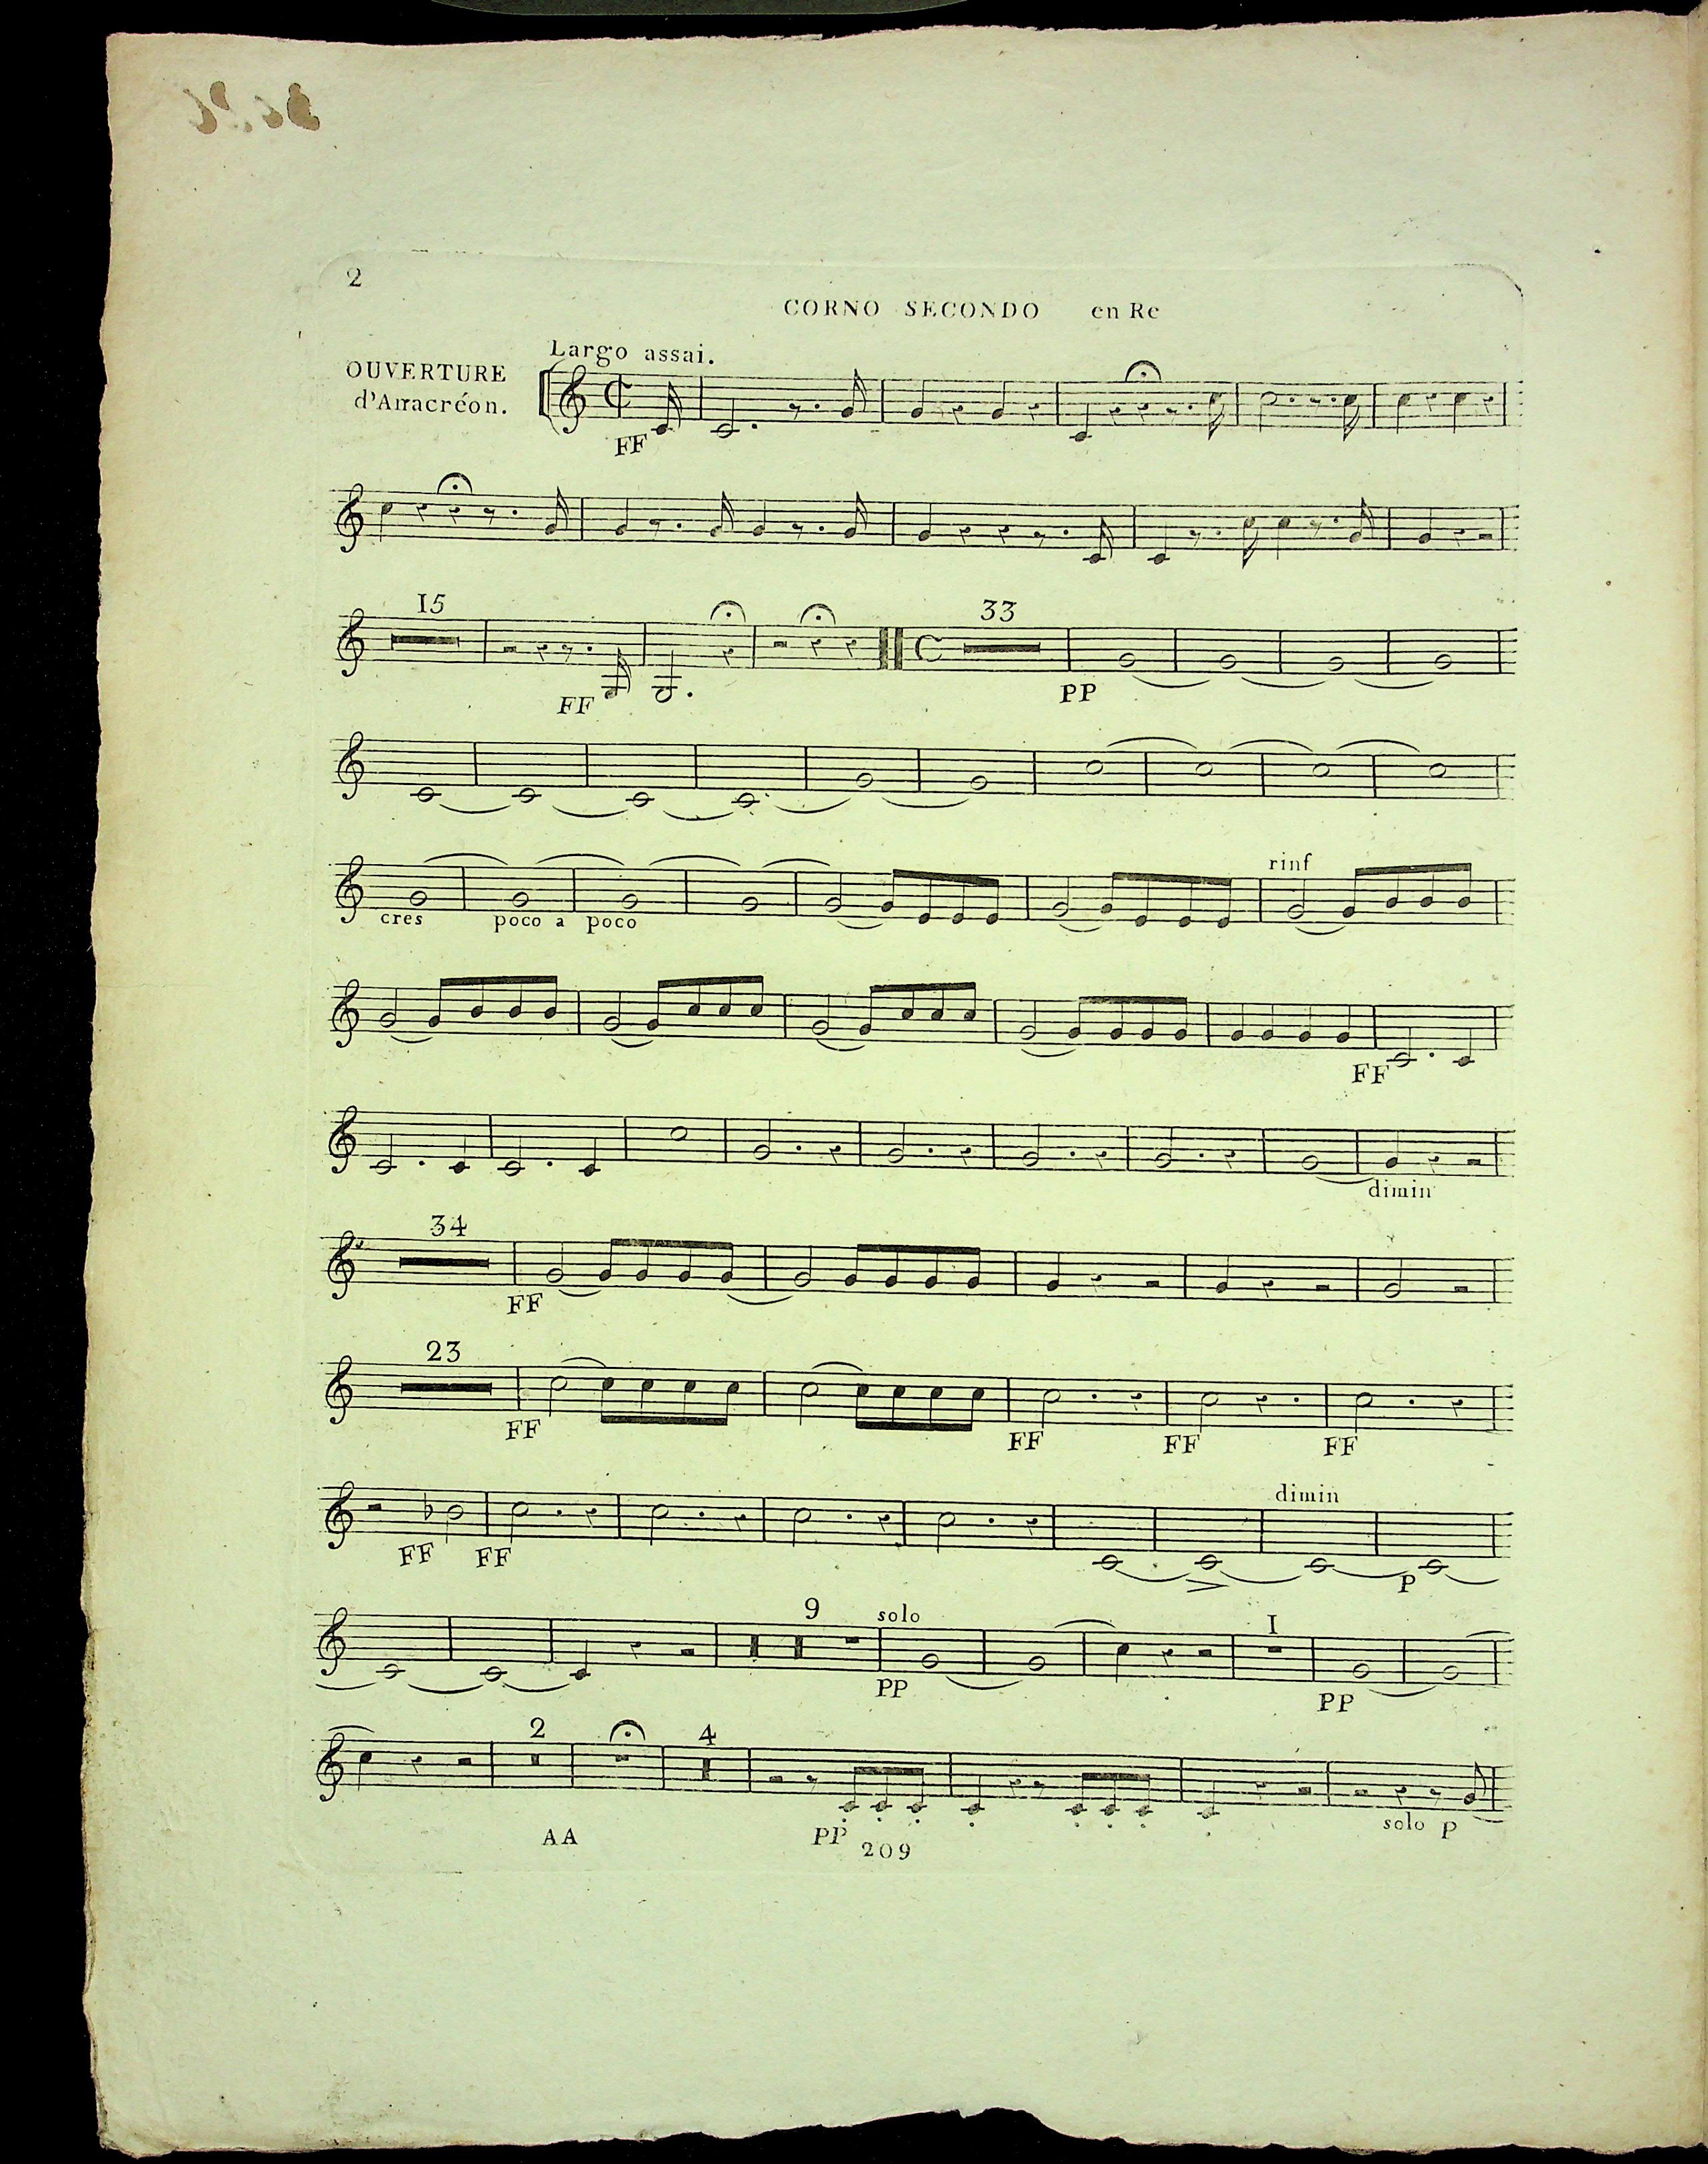 2
CORNO SECONDO en Re
OUVERTURE
d'Anacréon.
Largo assai.
FF
15
FF
33
PP
cres poco a poco
rinf
FF
dimin
34
FF
23
FF FF FF FF
dimin
FF FF P
9 solo I
PP PP
2 4
PP solo P
AA 209